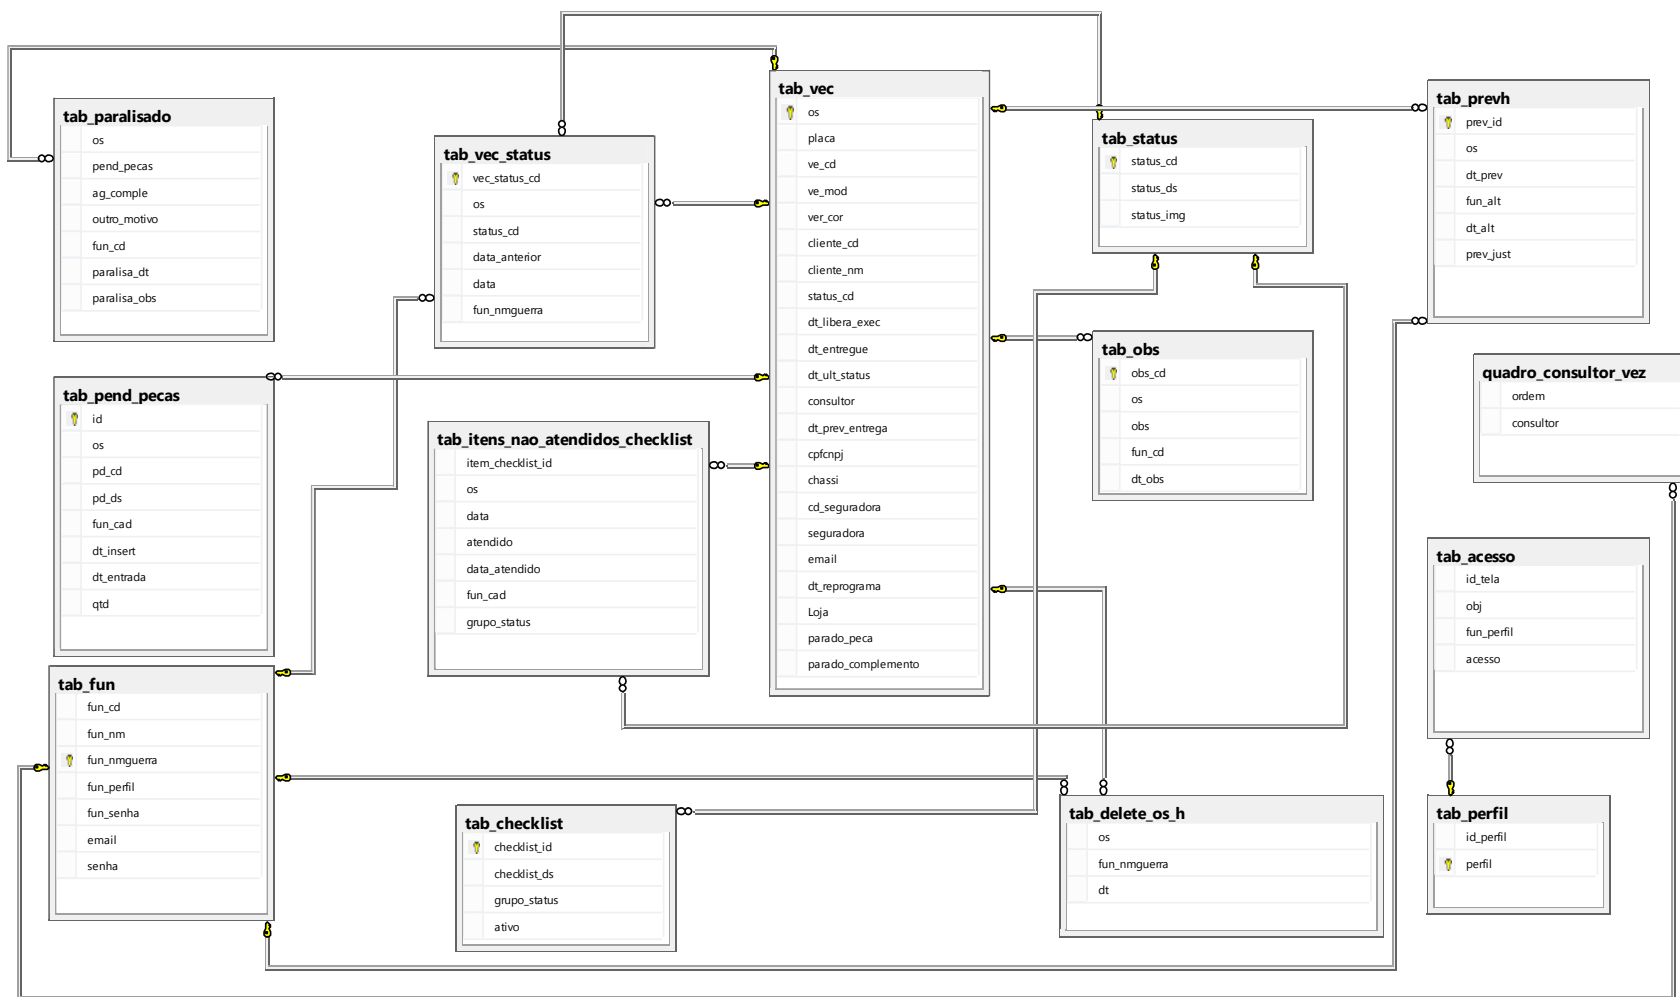 tab_paralisado
os
pend_pecas
ag_comple
outro_motivo
fun_cd
paralisa_dt
paralisa_obs
tab_pend_pecas
id
os
pd_cd
pd_ds
fun_cad
dt_insert
dt_entrada
qtd
tab_fun
fun_cd
fun_nm
fun_nmguerra
fun_perfil
fun_senha
email
senha
tab_vec_status
vec_status_cd
os
status_cd
data_anterior
data
fun_nmguerra
tab_itens_nao_atendidos_checklist
item_checklist_id
os
data
atendido
data_atendido
fun_cad
grupo_status
tab_checklist
checklist_id
checklist_ds
grupo_status
ativo
tab_vec
os
placa
ve_cd
ve_mod
ver_cor
cliente_cd
cliente_nm
status_cd
dt_libera_exec
dt_entregue
dt_ult_status
consultor
dt_prev_entrega
cpfcnpj
chassi
cd_seguradora
seguradora
email
dt_reprograma
Loja
parado_peca
parado_complemento
tab_status
status_cd
status_ds
status_img
tab_obs
obs_cd
os
obs
fun_cd
dt_obs
tab_delete_os_h
os
fun_nmguerra
dt
tab_prevh
prev_id
os
dt_prev
fun_alt
dt_alt
prev_just
quadro_consultor_vez
ordem
consultor
tab_acesso
id_tela
obj
fun_perfil
acesso
tab_perfil
id_perfil
perfil